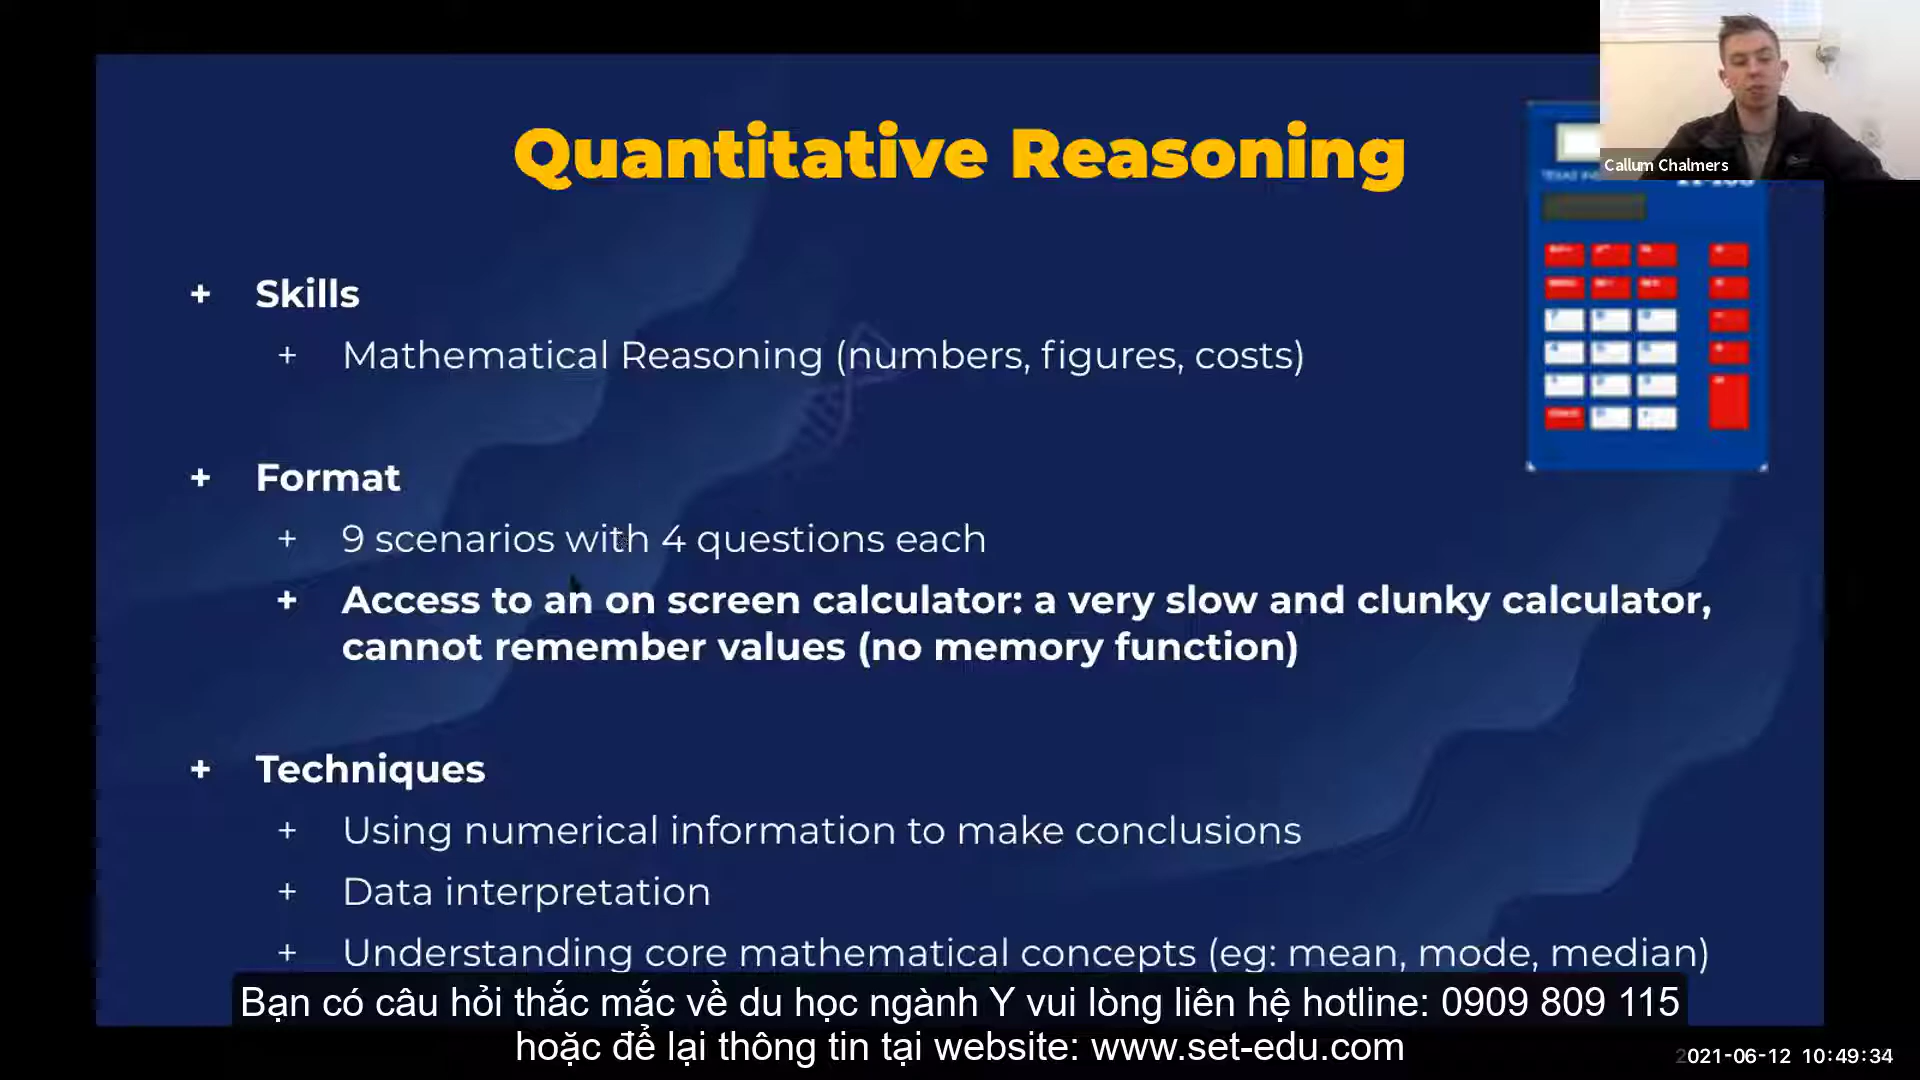 Quantitative Reasoning
Callum Chalmers
+ Skills
+ Mathematical Reasoning (numbers, figures, costs)
+ Format
+ 9 scenarios with 4 questions each
+ Access to an on screen calculator: a very slow and clunky calculator,
cannot remember values (no memory function)
+ Techniques
+ Using numerical information to make conclusions
+ Data interpretation
+ Understanding core mathematical concepts (eg: mean, mode, median)
Bạn có câu hỏi thắc mắc về du học ngành Y vui lòng liên hệ hotline: 0909 809 115
hoặc để lại thông tin tại website: www.set-edu.com
2021-06-12 10:49:34